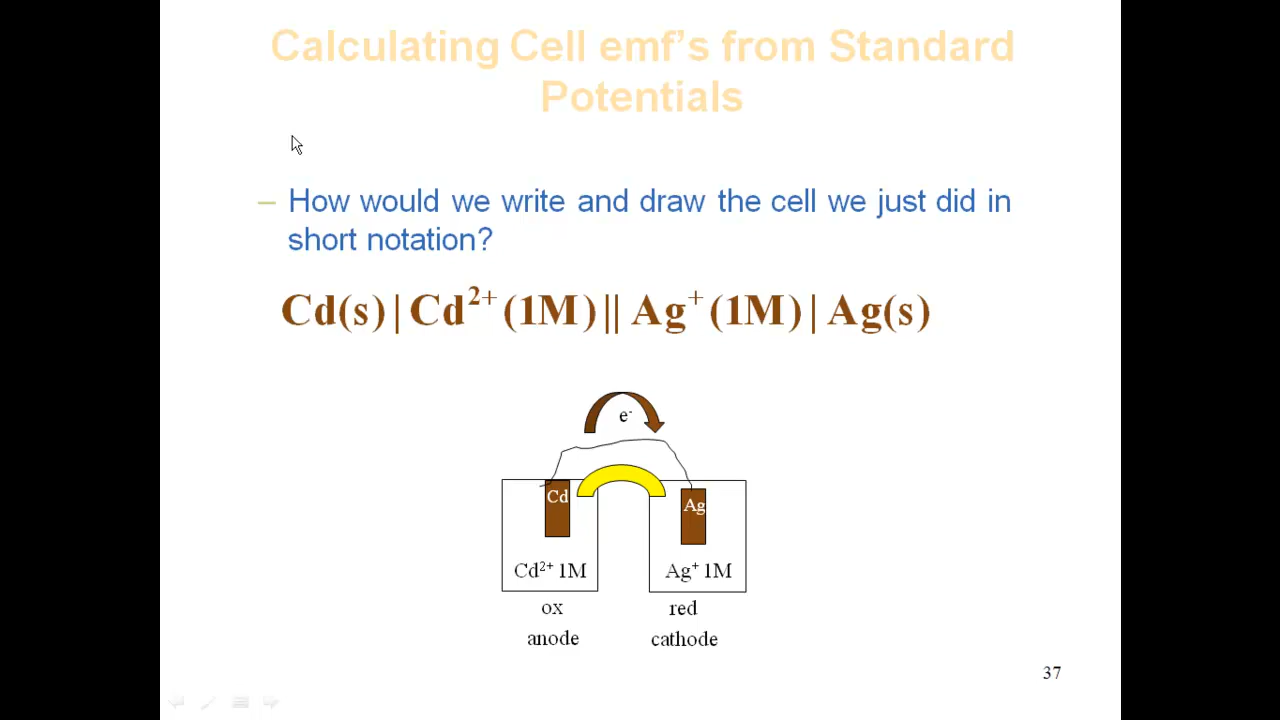 Calculating Cell emf's from Standard
Potentials
– How would we write and draw the cell we just did in
short notation?
Cd(s)|Cd²⁺(1M)||Ag⁺(1M)|Ag(s)
e⁻
Cd
Ag
Cd²⁺ 1M
Ag⁺ 1M
ox
red
anode
cathode
37